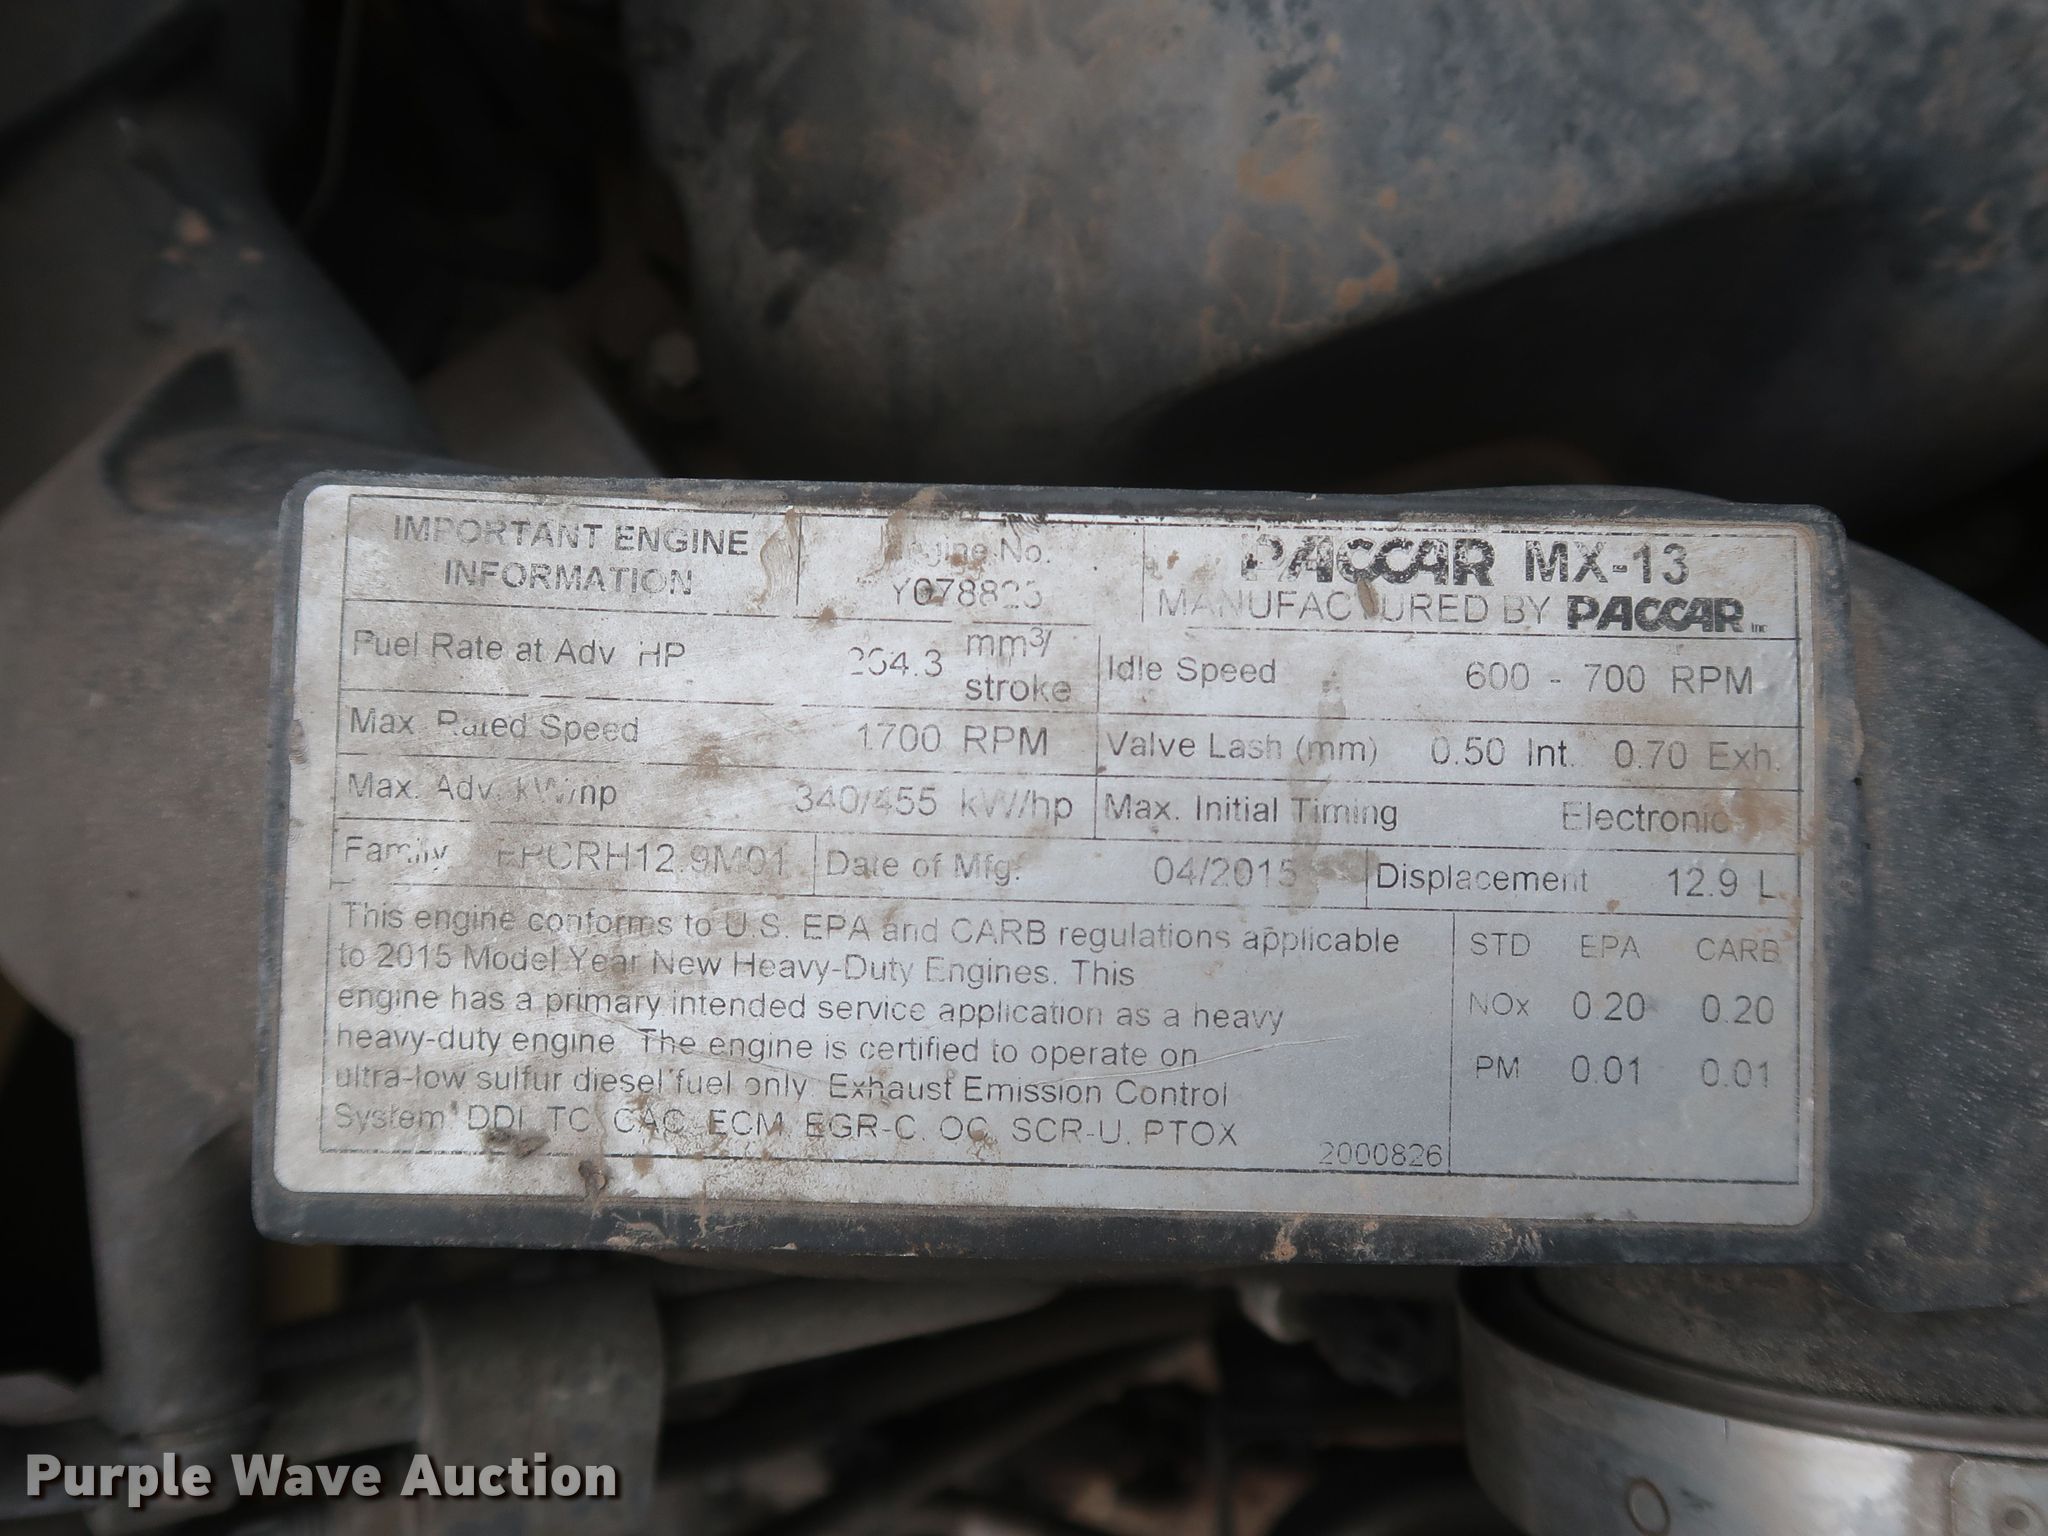 IMPORTANT ENGINE INFORMATION
Engine No.
PACCAR MX-13
MANUFACTURED BY PACCAR Inc
Fuel Rate at Adv. HP mm³/stroke
Idle Speed 600 - 700 RPM
Max. Rated Speed 1700 RPM
Valve Lash (mm) 0.50 Int. 0.70 Exh.
Max. Adv. kW/hp 340/455 kW/hp
Max. Initial Timing Electronic
Family
Date of Mfg. 04/2015
Displacement 12.9 L
This engine conforms to U.S. EPA and CARB regulations applicable
to 2015 Model Year New Heavy-Duty Engines. This
engine has a primary intended service application as a heavy
heavy-duty engine. The engine is certified to operate on
ultra-low sulfur diesel fuel only. Exhaust Emission Control
System: DDI, TC, CAC, ECM, EGR-C, OC, SCR-U, PTOX
2000826
STD EPA CARB
NOx 0.20 0.20
PM 0.01 0.01
Purple Wave Auction